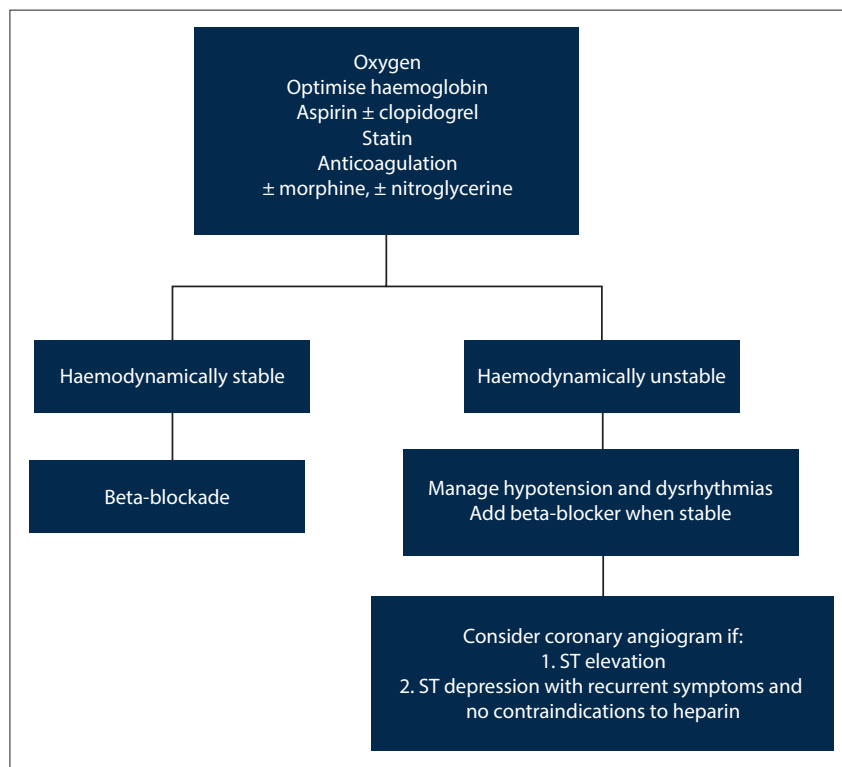 Oxygen
Optimise haemoglobin
Aspirin ± clopidogrel
Statin
Anticoagulation
± morphine, ± nitroglycerine
Haemodynamically stable
Haemodynamically unstable
Beta-blockade
Manage hypotension and dysrhythmias
Add beta-blocker when stable
Consider coronary angiogram if:
1. ST elevation
2. ST depression with recurrent symptoms and
no contraindications to heparin